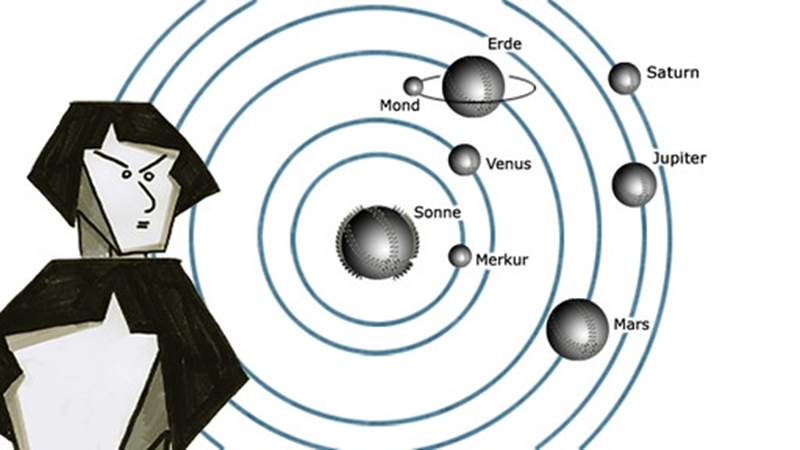 Erde
Saturn
Mond
Jupiter
Venus
Sonne
Merkur
Mars